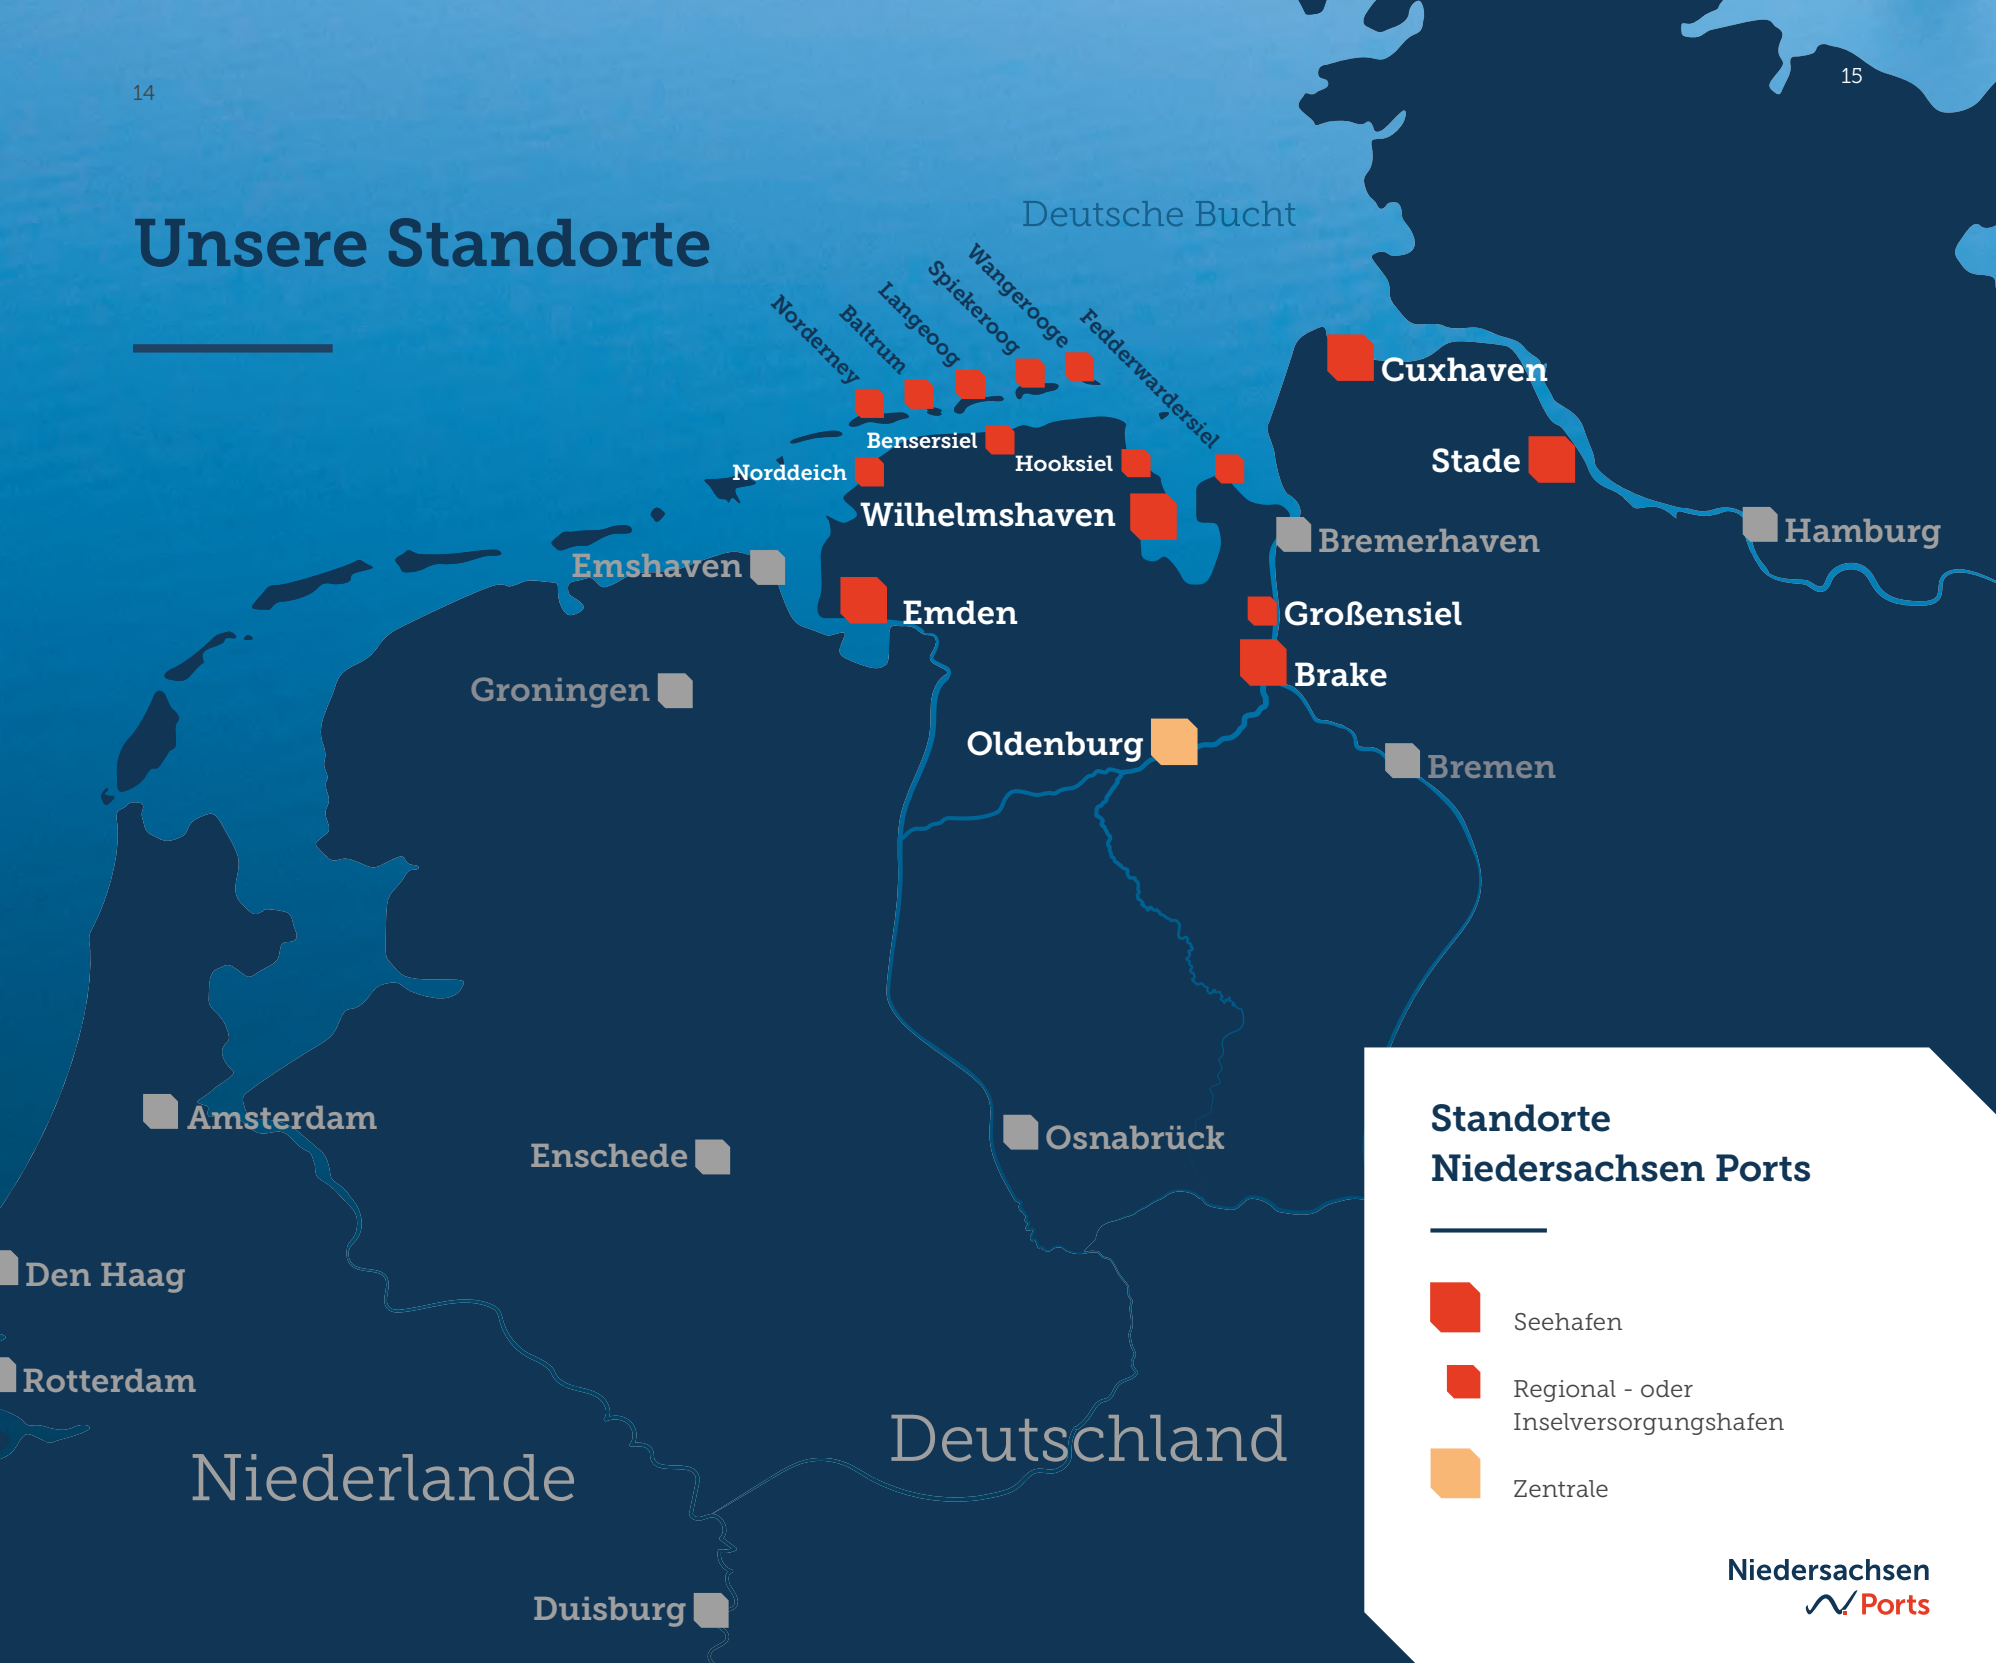 14
15
Unsere Standorte
Deutsche Bucht
Norderney
Baltrum
Langeoog
Spiekeroog
Wangerooge
Fedderwardersiel
Cuxhaven
Bensersiel
Hooksiel
Norddeich
Stade
Wilhelmshaven
Hamburg
Bremerhaven
Emshaven
Emden
Großensiel
Brake
Groningen
Oldenburg
Bremen
Amsterdam
Enschede
Osnabrück
Den Haag
Rotterdam
Niederlande
Deutschland
Duisburg
Standorte
Niedersachsen Ports
Seehafen
Regional - oder
Inselversorgungshafen
Zentrale
Niedersachsen
Ports